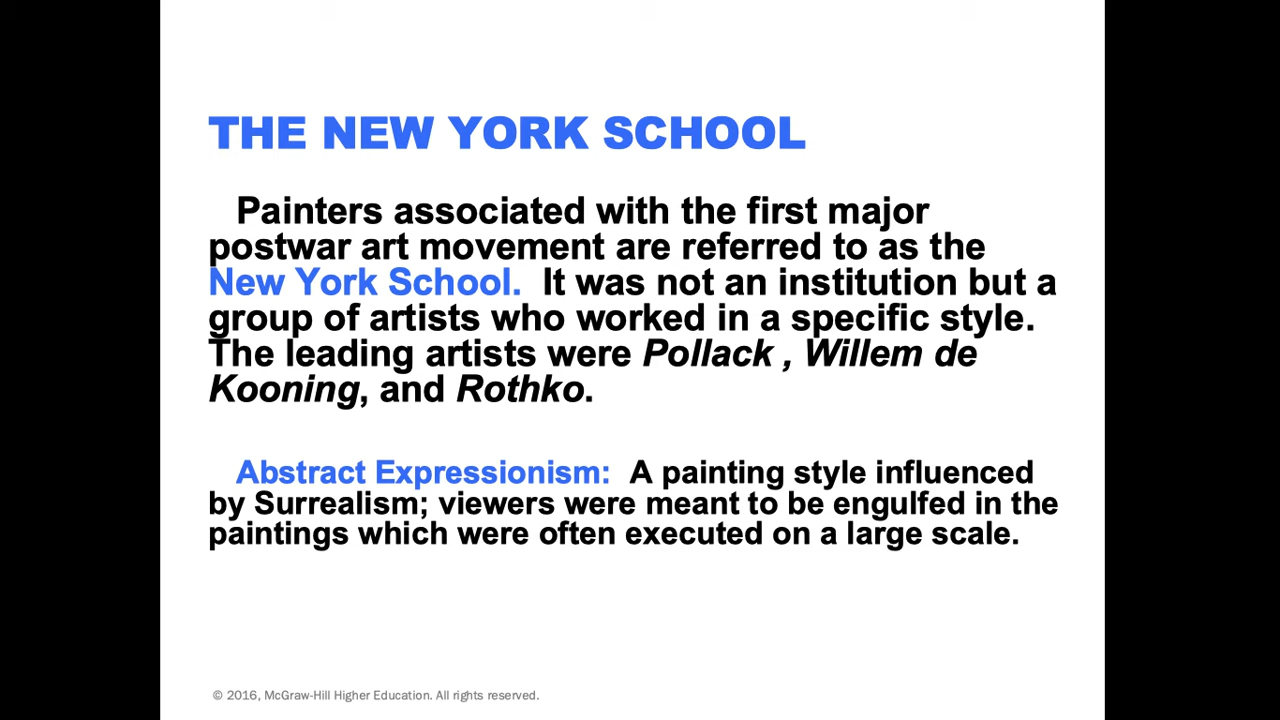 THE NEW YORK SCHOOL
Painters associated with the first major
postwar art movement are referred to as the
New York School. It was not an institution but a
group of artists who worked in a specific style.
The leading artists were Pollack , Willem de
Kooning, and Rothko.
Abstract Expressionism: A painting style influenced
by Surrealism; viewers were meant to be engulfed in the
paintings which were often executed on a large scale.
© 2016, McGraw-Hill Higher Education. All rights reserved.